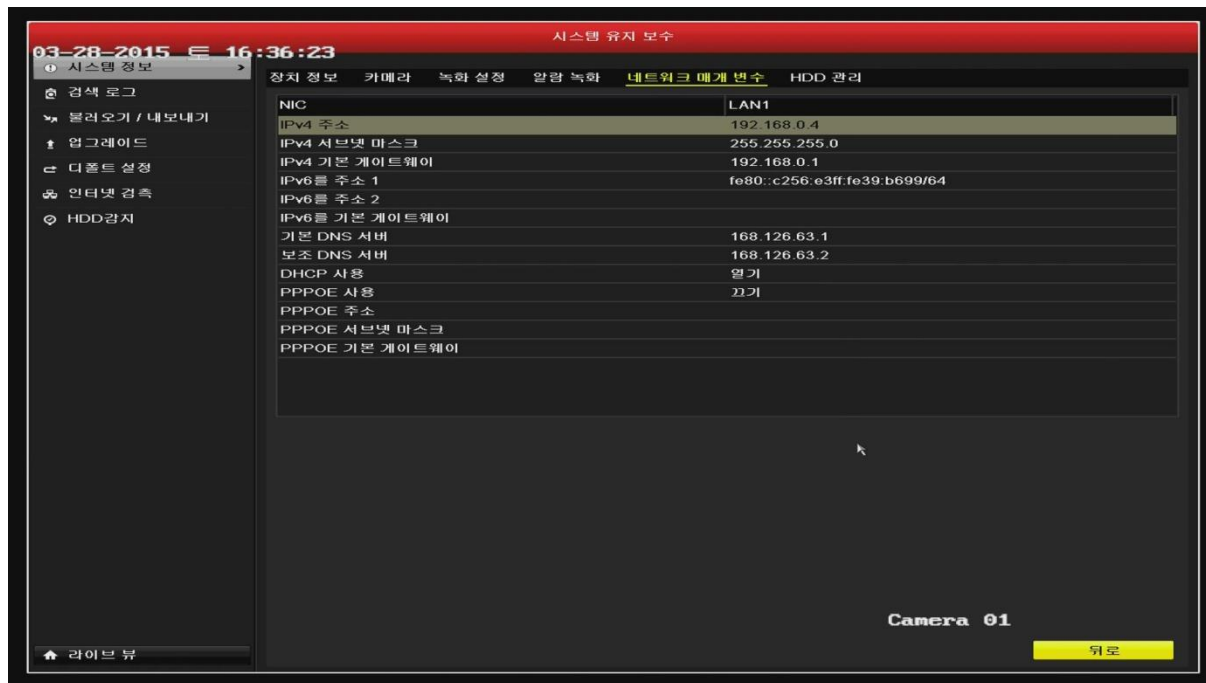 시스템 유지 보수
03-28-2015 토 16:36:23
시스템 정보 >
검색 로그
불러오기 / 내보내기
업그레이드
디폴트 설정
인터넷 검측
HDD감지
장치 정보 카메라 녹화 설정 알람 녹화 네트워크 매개 변수 HDD 관리
NIC LAN1
IPv4 주소 192.168.0.4
IPv4 서브넷 마스크 255.255.255.0
IPv4 기본 게이트웨이 192.168.0.1
IPv6를 주소 1 fe80::c256:e3ff:fe39:b699/64
IPv6를 주소 2
IPv6를 기본 게이트웨이
기본 DNS 서버 168.126.63.1
보조 DNS 서버 168.126.63.2
DHCP 사용 열기
PPPOE 사용 끄기
PPPOE 주소
PPPOE 서브넷 마스크
PPPOE 기본 게이트웨이
Camera 01
라이브 뷰
뒤로